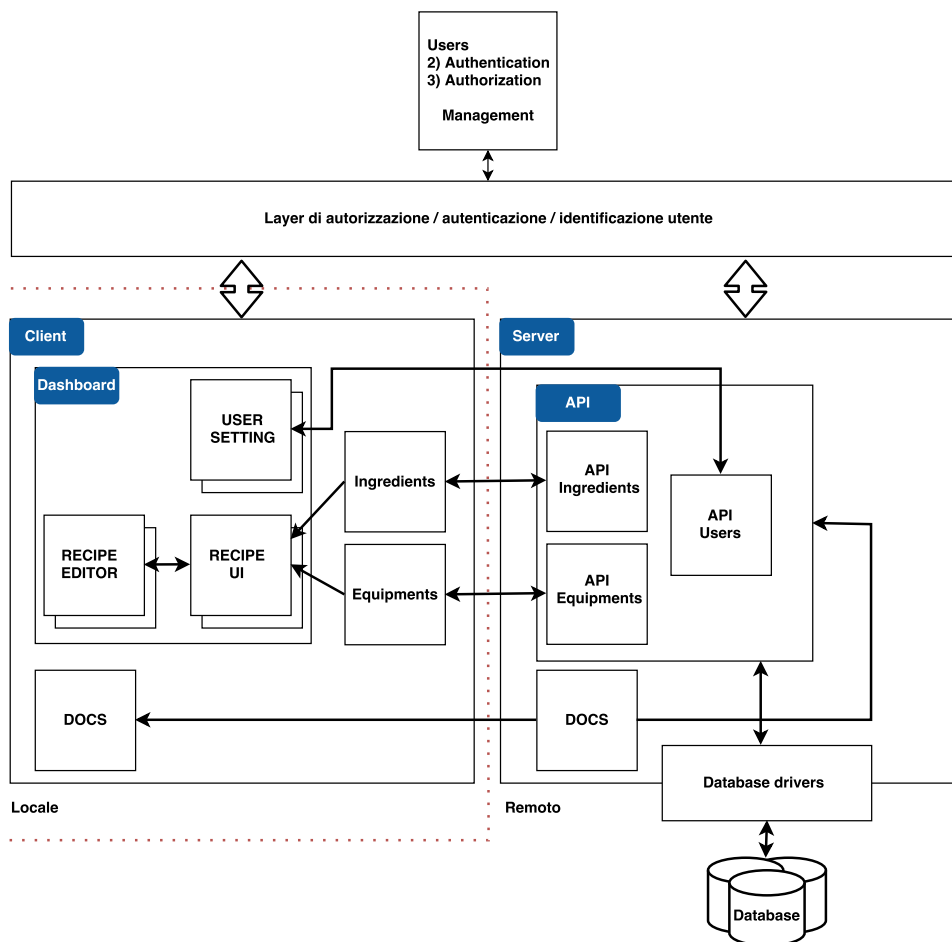 Users
2) Authentication
3) Authorization
Management
Layer di autorizzazione / autenticazione / identificazione utente
Client
Server
Dashboard
API
USER
SETTING
Ingredients
API
Ingredients
API
Users
RECIPE
EDITOR
RECIPE
UI
Equipments
API
Equipments
DOCS
DOCS
Database drivers
Locale
Remoto
Database